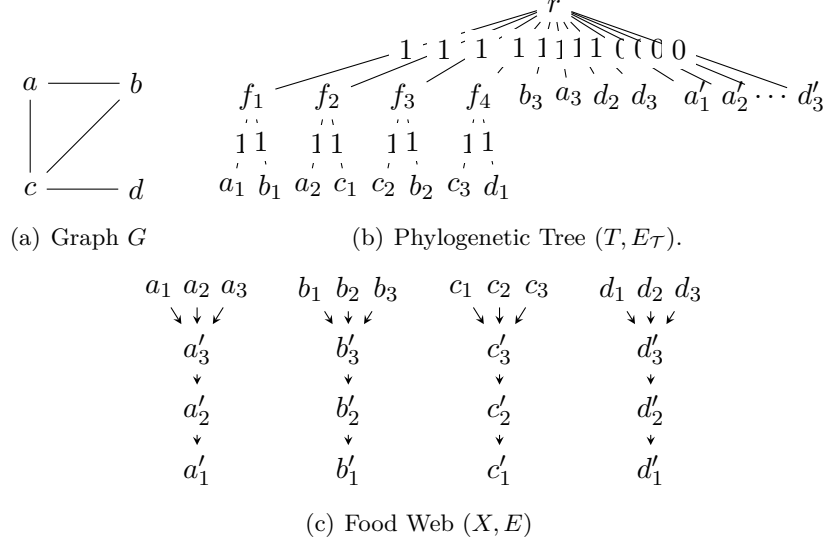 r
1 1 1 1 1 1 1 1 0 0 0 0
a b
f₁ f₂ f₃ f₄ b₃ a₃ d₂ d₃ a′₁ a′₂ ⋯ d′₃
1 1 1 1 1 1 1 1
c d
a₁ b₁ a₂ c₁ c₂ b₂ c₃ d₁
(a) Graph G
(b) Phylogenetic Tree (T, E_𝒯).
a₁ a₂ a₃ b₁ b₂ b₃ c₁ c₂ c₃ d₁ d₂ d₃
a′₃ b′₃ c′₃ d′₃
a′₂ b′₂ c′₂ d′₂
a′₁ b′₁ c′₁ d′₁
(c) Food Web (X, E)